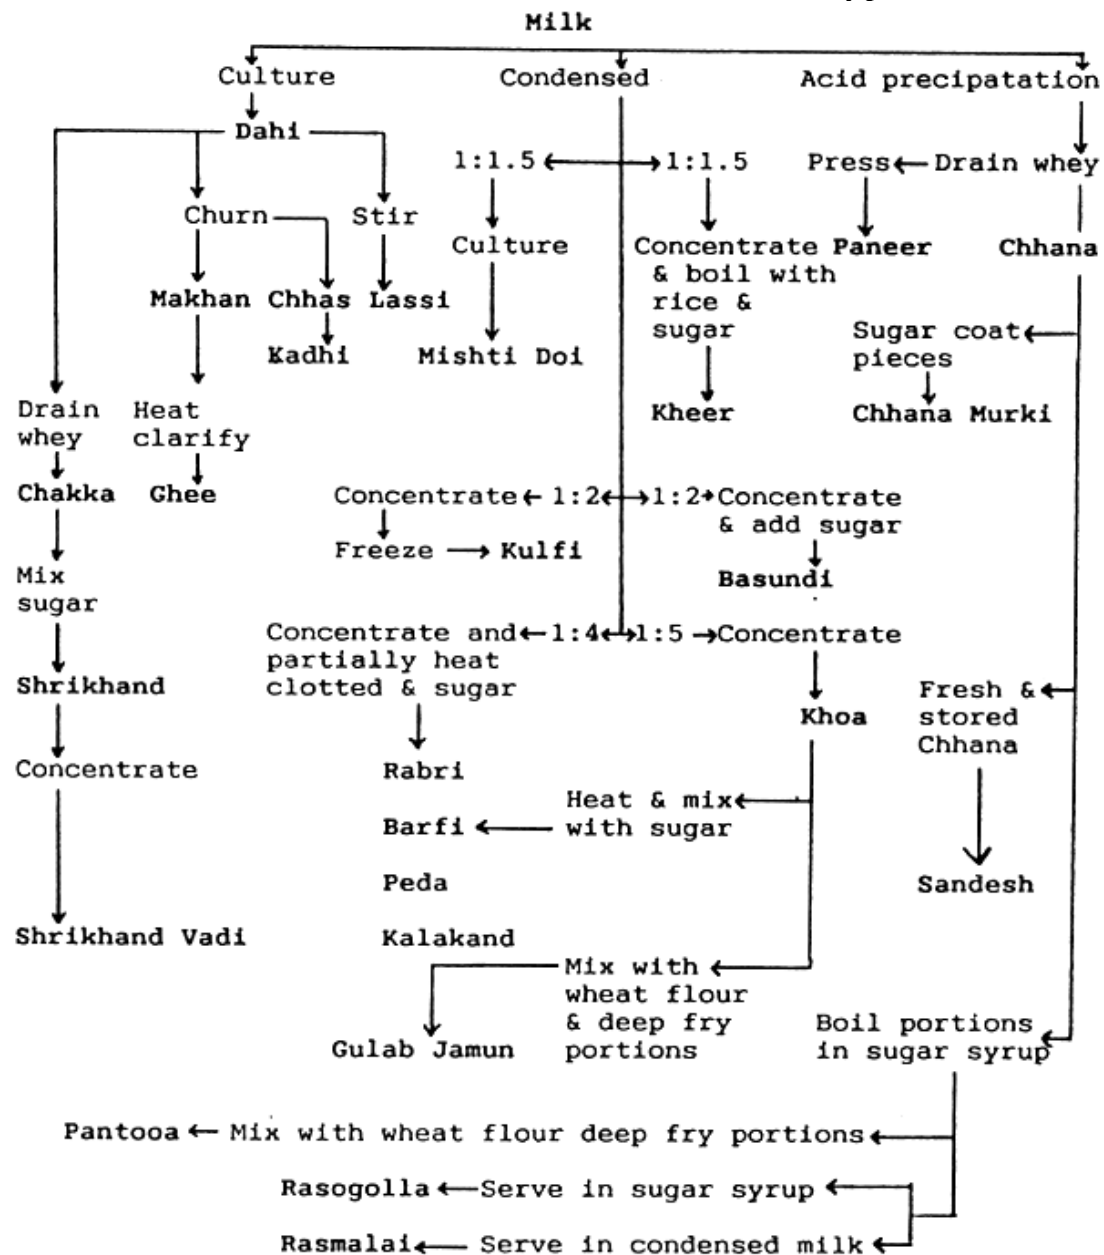 Milk
Culture Condensed Acid precipatation
Dahi
1:1.5 1:1.5 Press Drain whey
Churn Stir
Culture Concentrate Paneer Chhana
& boil with
rice &
sugar
Makhan Chhas Lassi
Kadhi Mishti Doi
Sugar coat
pieces
Drain Heat Kheer Chhana Murki
whey clarify
Chakka Ghee Concentrate 1:2 1:2 Concentrate
& add sugar
Freeze Kulfi
Mix
sugar
Basundi
Concentrate and 1:4 1:5 Concentrate
partially heat
clotted & sugar
Shrikhand Khoa Fresh &
stored
Chhana
Concentrate Rabri
Heat & mix
with sugar
Barfi
Peda Sandesh
Shrikhand Vadi Kalakand
Mix with
wheat flour
& deep fry
portions
Gulab Jamun
Boil portions
in sugar syrup
Pantooa Mix with wheat flour deep fry portions
Rasogolla Serve in sugar syrup
Rasmalai Serve in condensed milk